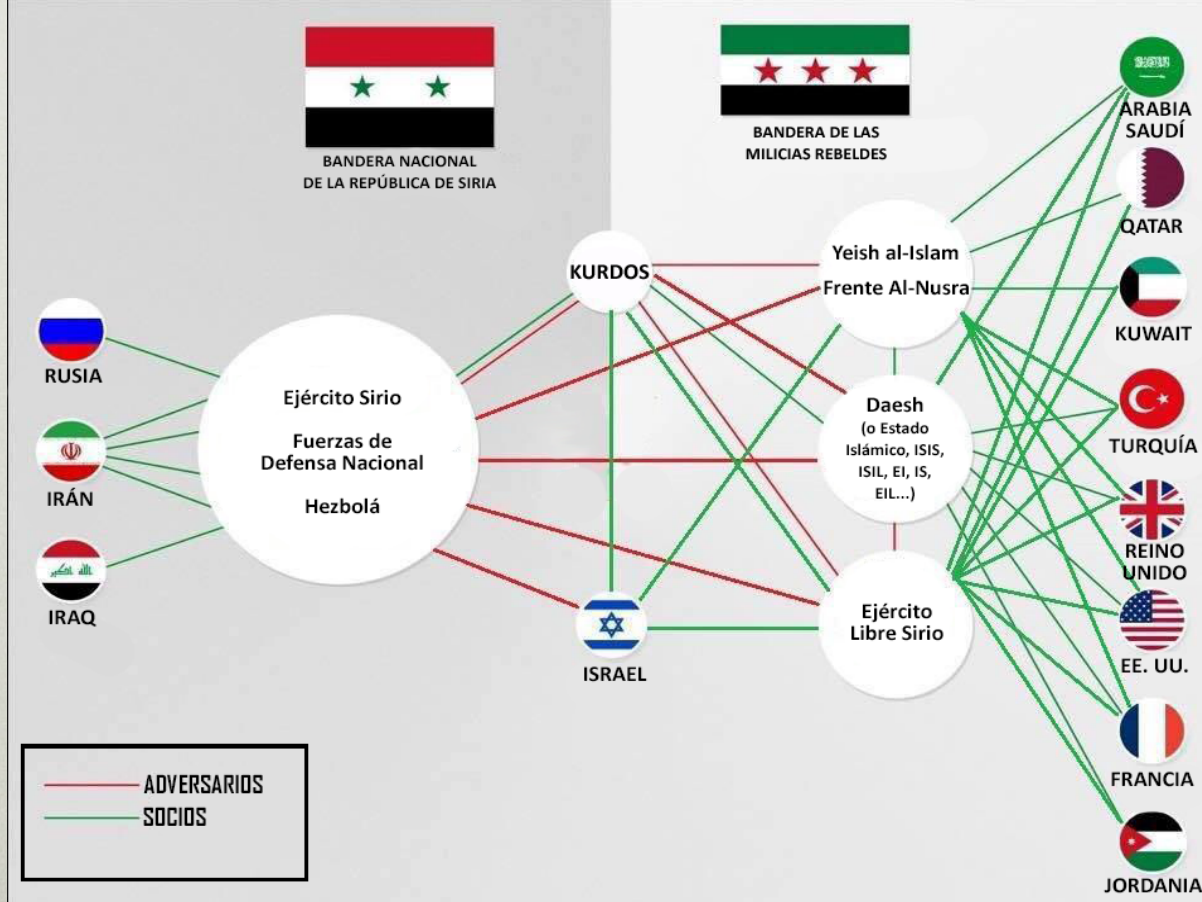 BANDERA NACIONAL
DE LA REPÚBLICA DE SIRIA
BANDERA DE LAS
MILICIAS REBELDES
ARABIA
SAUDÍ
QATAR
KUWAIT
TURQUÍA
REINO
UNIDO
EE. UU.
FRANCIA
JORDANIA
KURDOS
Yeish al-Islam
Frente Al-Nusra
Daesh
(o Estado
Islámico, ISIS,
ISIL, EI, IS,
EIL...)
Ejército
Libre Sirio
RUSIA
IRÁN
IRAQ
Ejército Sirio
Fuerzas de
Defensa Nacional
Hezbolá
ISRAEL
ADVERSARIOS
SOCIOS